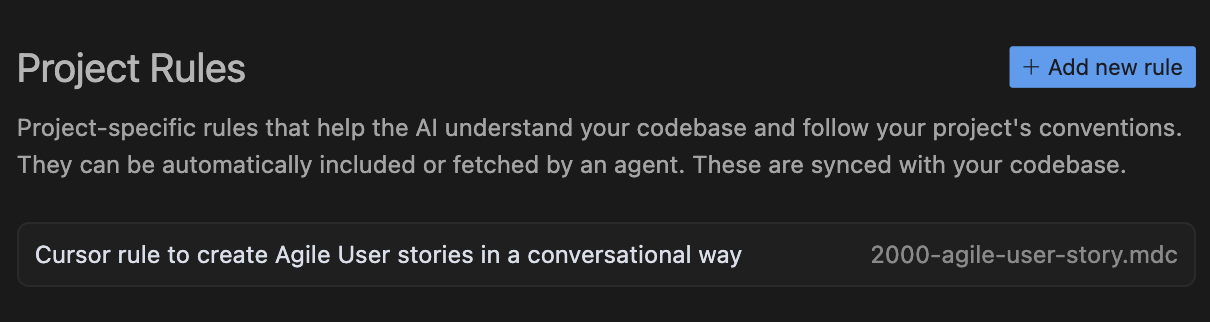 Project Rules
+ Add new rule
Project-specific rules that help the AI understand your codebase and follow your project's conventions.
They can be automatically included or fetched by an agent. These are synced with your codebase.
Cursor rule to create Agile User stories in a conversational way
2000-agile-user-story.mdc